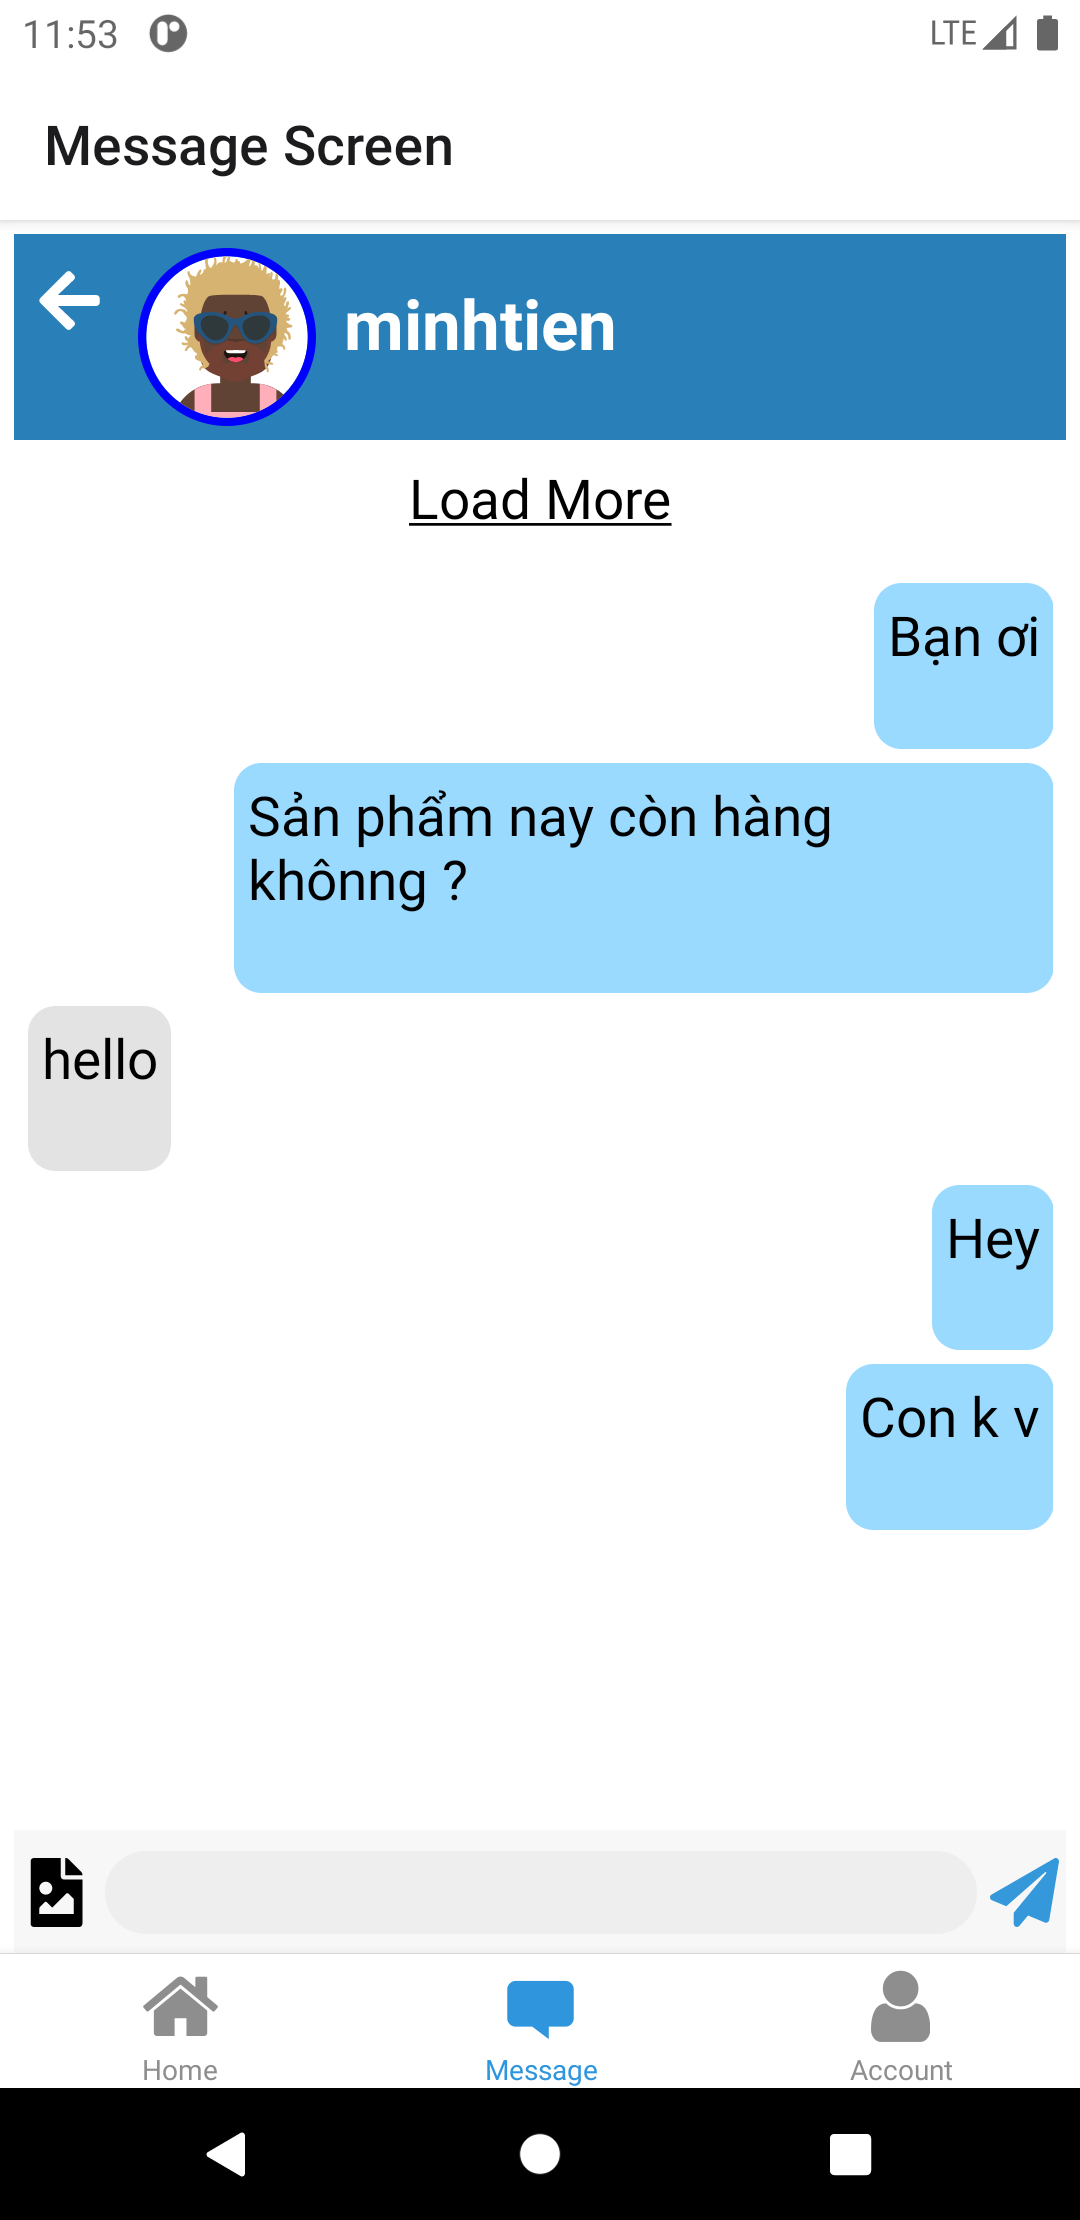 11:53
LTE
Message Screen
minhtien
Load More
Bạn ơi
Sản phẩm nay còn hàng
khônng ?
hello
Hey
Con k v
Home
Message
Account